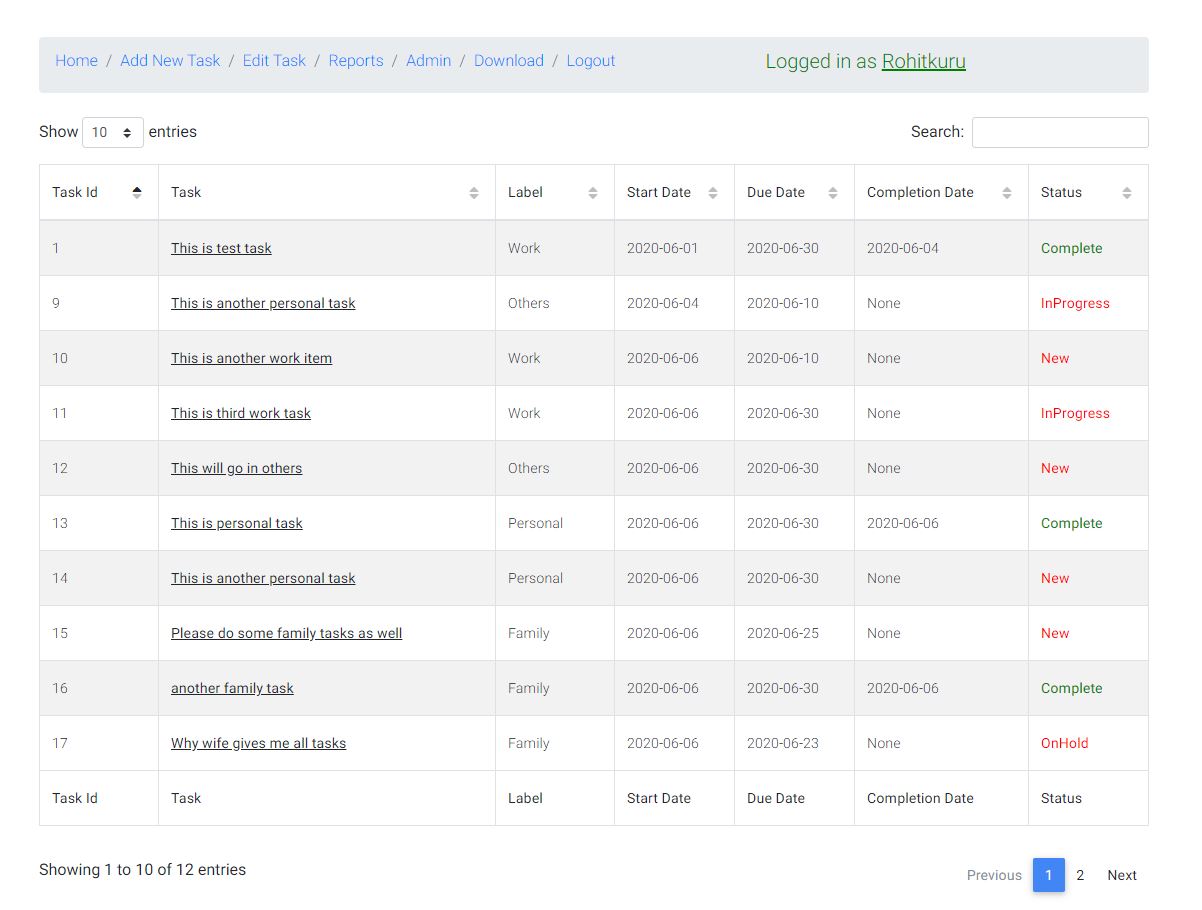 Home / Add New Task / Edit Task / Reports / Admin / Download / Logout Logged in as Rohitkuru
Show 10 entries Search:
Task Id Task Label Start Date Due Date Completion Date Status
1 This is test task Work 2020-06-01 2020-06-30 2020-06-04 Complete
9 This is another personal task Others 2020-06-04 2020-06-10 None InProgress
10 This is another work item Work 2020-06-06 2020-06-10 None New
11 This is third work task Work 2020-06-06 2020-06-30 None InProgress
12 This will go in others Others 2020-06-06 2020-06-30 None New
13 This is personal task Personal 2020-06-06 2020-06-30 2020-06-06 Complete
14 This is another personal task Personal 2020-06-06 2020-06-30 None New
15 Please do some family tasks as well Family 2020-06-06 2020-06-25 None New
16 another family task Family 2020-06-06 2020-06-30 2020-06-06 Complete
17 Why wife gives me all tasks Family 2020-06-06 2020-06-23 None OnHold
Task Id Task Label Start Date Due Date Completion Date Status
Showing 1 to 10 of 12 entries Previous 1 2 Next